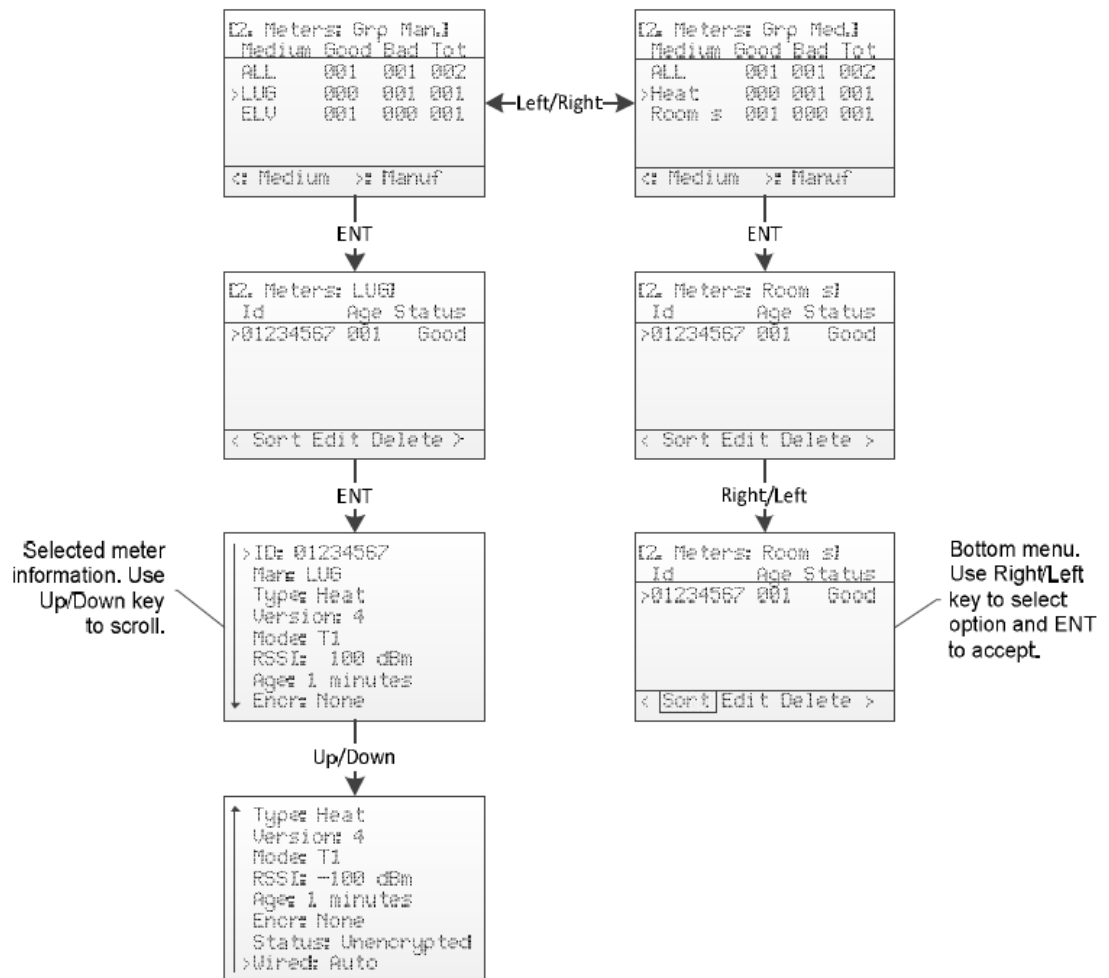 [2. Meters: Grp Man.]
Medium Good Bad Tot
ALL 001 001 002
>LUG 000 001 001
ELV 001 000 001
<: Medium >: Manuf
Left/Right
[2. Meters: Grp Med.]
Medium Good Bad Tot
ALL 001 001 002
>Heat 000 001 001
Room s 001 000 001
<: Medium >: Manuf
ENT
ENT
[2. Meters: LUG]
Id Age Status
>01234567 001 Good
< Sort Edit Delete >
[2. Meters: Room s]
Id Age Status
>01234567 001 Good
< Sort Edit Delete >
ENT
Right/Left
Selected meter
information. Use
Up/Down key
to scroll.
>ID: 01234567
Man: LUG
Type: Heat
Version: 4
Mode: T1
RSSI: 100 dBm
Age: 1 minutes
Encr: None
[2. Meters: Room s]
Id Age Status
>01234567 001 Good
< Sort Edit Delete >
Bottom menu.
Use Right/Left
key to select
option and ENT
to accept.
Up/Down
Type: Heat
Version: 4
Mode: T1
RSSI: -100 dBm
Age: 1 minutes
Encr: None
Status: Unencrypted
>Wired: Auto